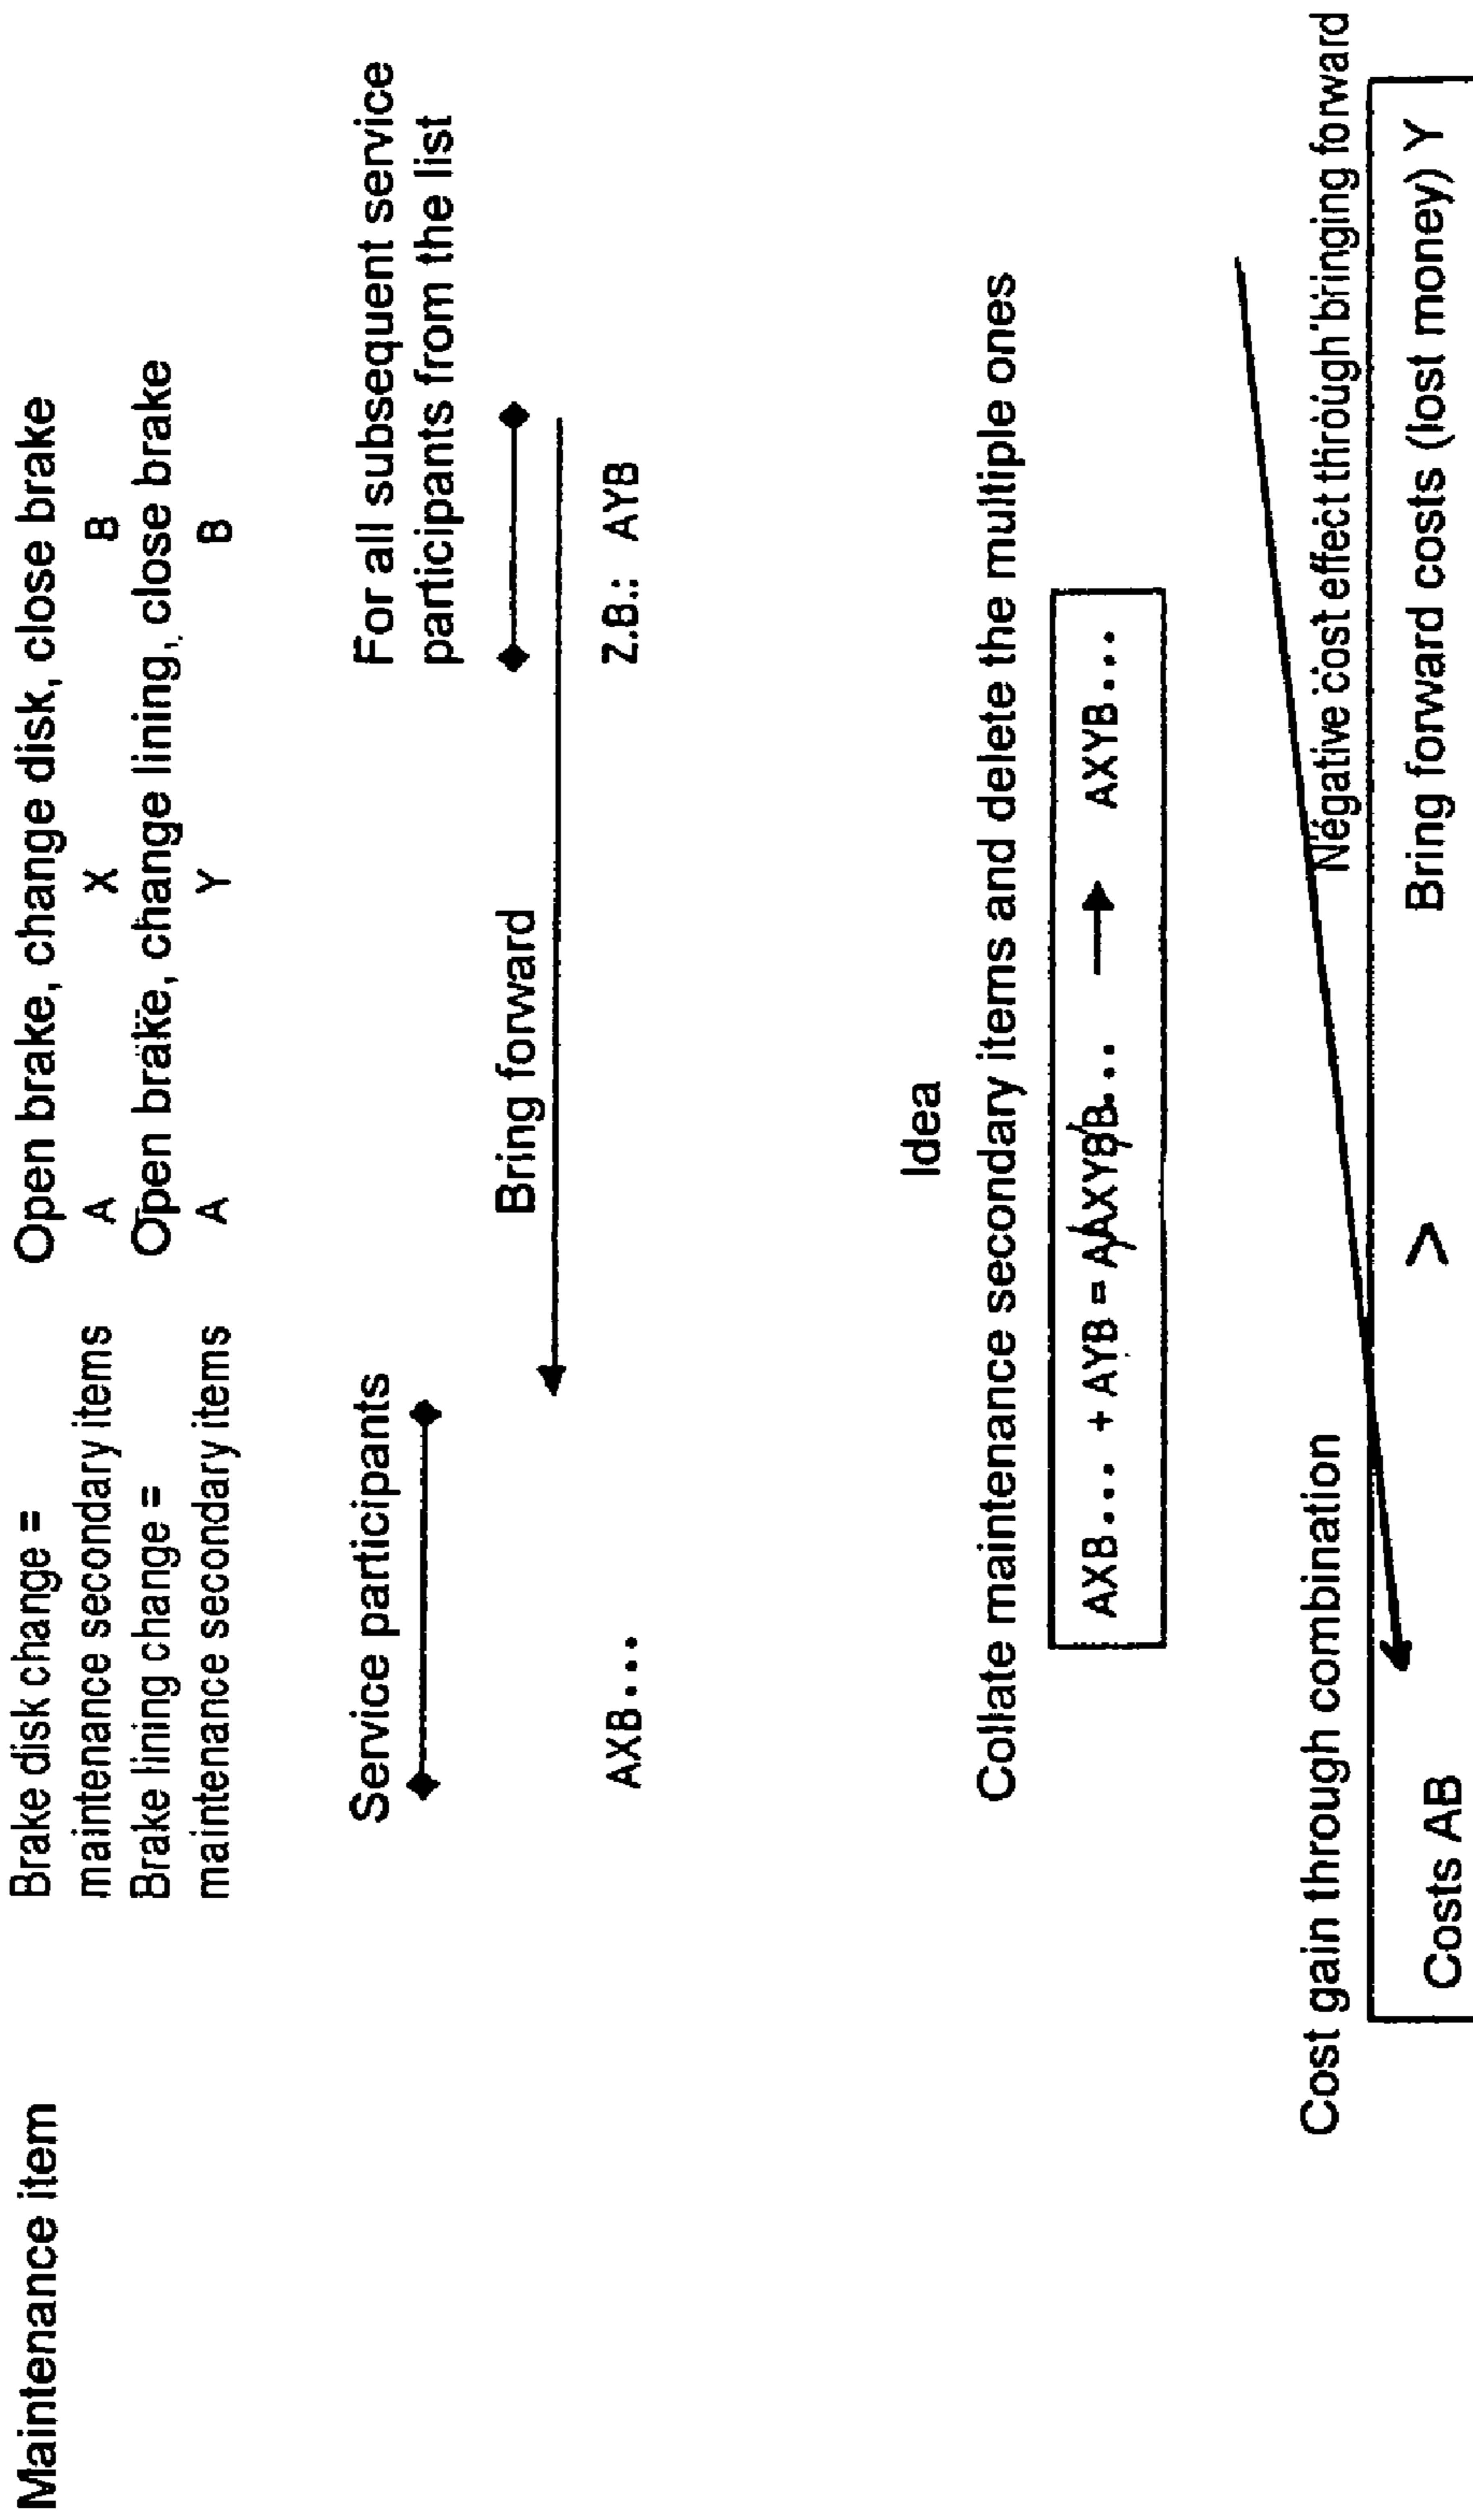 Maintenance item
Brake disk change = Open brake, change disk, close brake
maintenance secondary items A X B
Brake lining change = Open brake, change lining, close brake
maintenance secondary items A Y B
Service participants
For all subsequent service
participants from the list
Bring forward
AXB... Z.B.: AYB
Idea
Collate maintenance secondary items and delete the multiple ones
AXB... + AYB = AAXYBB... → AXYB...
Cost gain through combination
Negative cost effect through bringing forward
Costs AB > Bring forward costs (lost money) Y